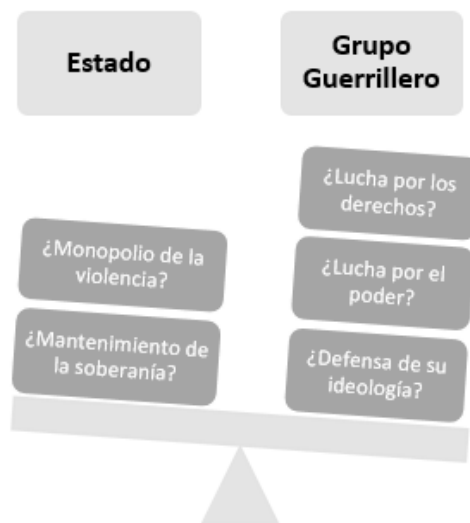 Estado
Grupo
Guerrillero
¿Monopolio de la
violencia?
¿Mantenimiento de
la soberanía?
¿Lucha por los
derechos?
¿Lucha por el
poder?
¿Defensa de su
ideología?